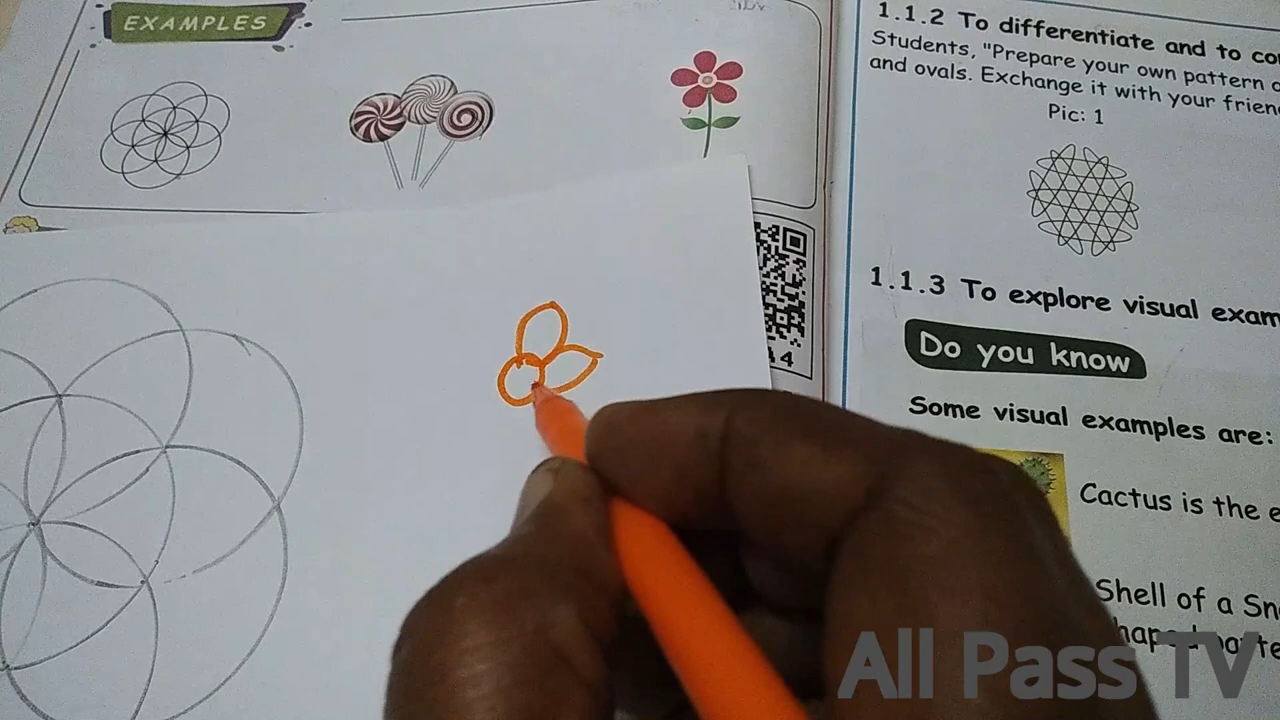 EXAMPLES
1.1.2 To differentiate and to co
Students, "Prepare your own pattern
and ovals. Exchange it with your frien
Pic: 1
4
1.1.3 To explore visual exam
Do you know
Some visual examples are:
Cactus is the e
Shell of a Sn
All Pass TV